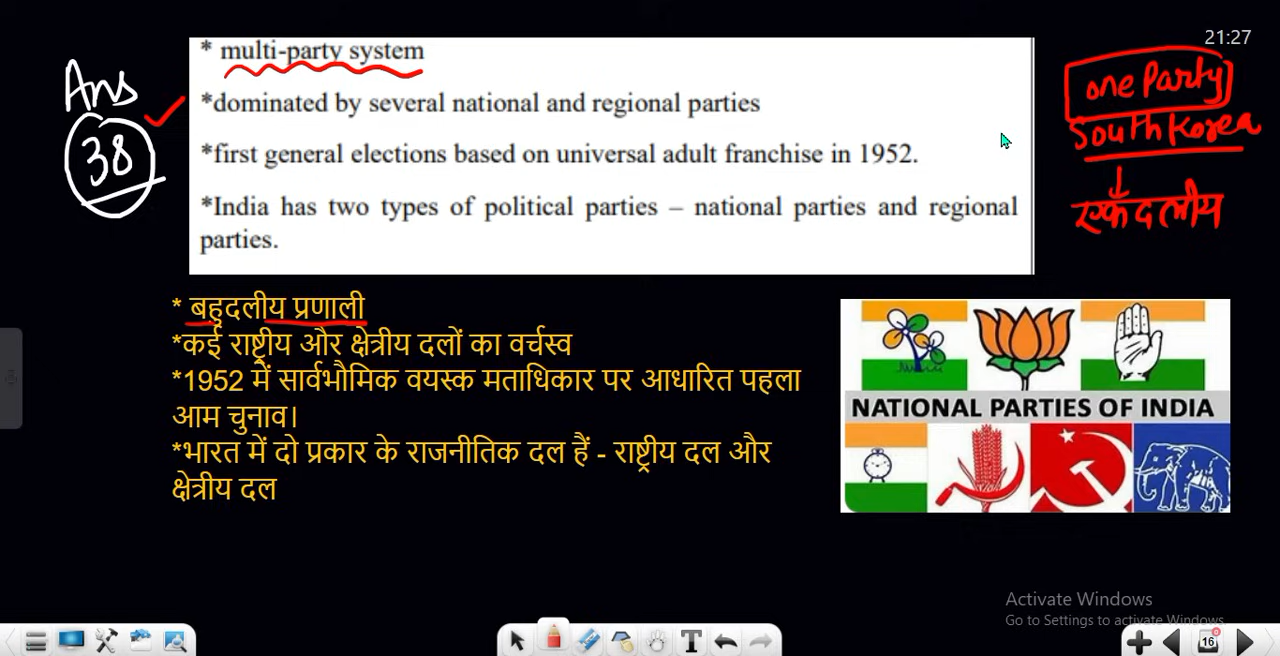 21:27
Ans
38
* multi-party system
*dominated by several national and regional parties
*first general elections based on universal adult franchise in 1952.
*India has two types of political parties – national parties and regional
parties.
one Party
South Korea
एक दलीय
* बहुदलीय प्रणाली
*कई राष्ट्रीय और क्षेत्रीय दलों का वर्चस्व
*1952 में सार्वभौमिक वयस्क मताधिकार पर आधारित पहला
आम चुनाव।
*भारत में दो प्रकार के राजनीतिक दल हैं - राष्ट्रीय दल और
क्षेत्रीय दल
NATIONAL PARTIES OF INDIA
Activate Windows
Go to Settings to activate Windows.
T
16